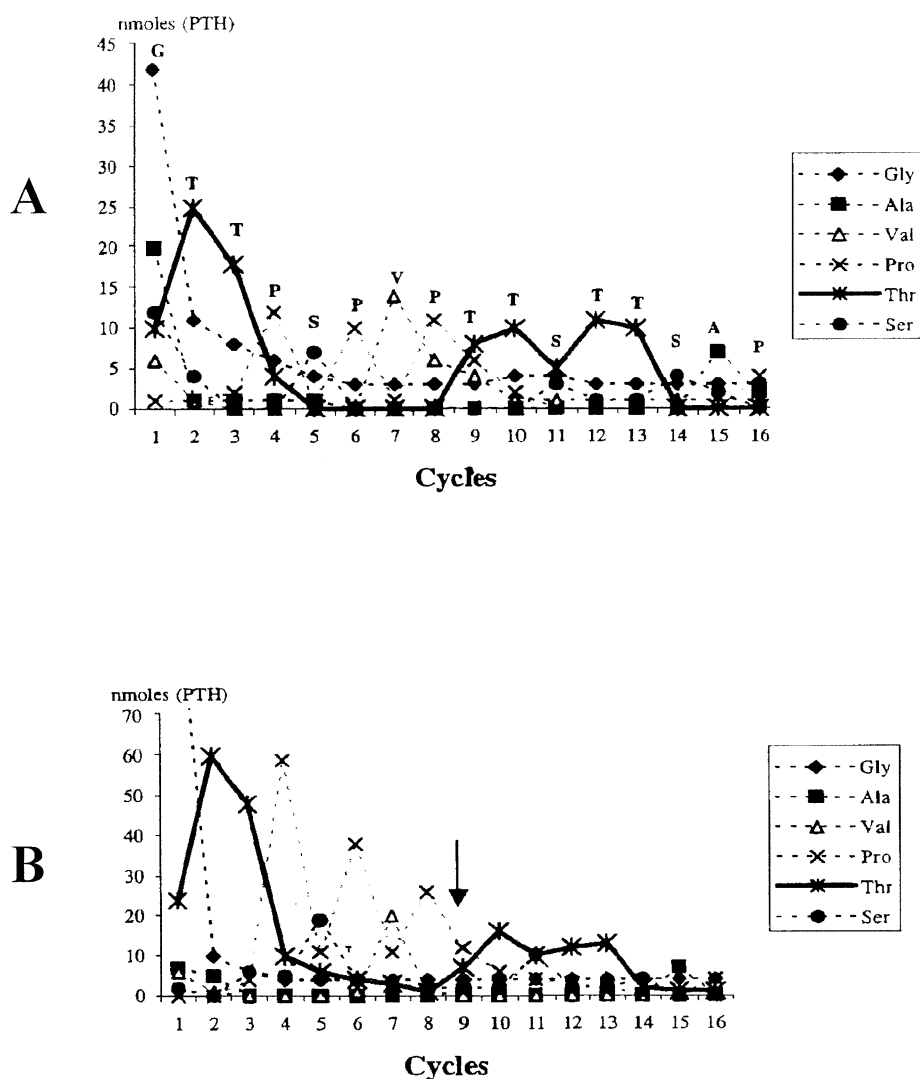 A
nmoles (PTH)
45
40
35
30
25
20
15
10
5
0
G
T
T
P
S
P
V
P
T
T
S
T
T
S
A
P
1 2 3 4 5 6 7 8 9 10 11 12 13 14 15 16
Cycles
Gly
Ala
Val
Pro
Thr
Ser
B
nmoles (PTH)
70
60
50
40
30
20
10
0
1 2 3 4 5 6 7 8 9 10 11 12 13 14 15 16
Cycles
Gly
Ala
Val
Pro
Thr
Ser